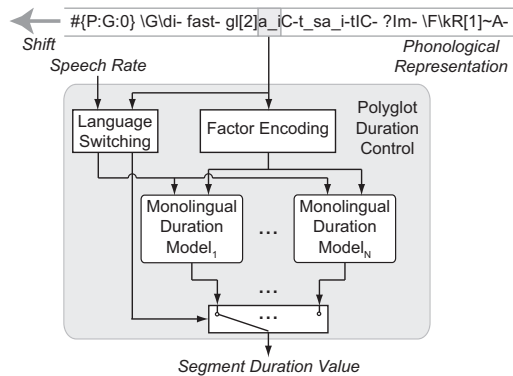 #{P:G:0} \G\di- fast- gl[2]a_iC-t_sa_i-tIC- ?Im- \F\kR[1]~A-
Shift
Phonological
Representation
Speech Rate
Polyglot
Duration
Control
Language
Switching
Factor Encoding
Monolingual
Duration
Model1
...
Monolingual
Duration
ModelN
...
...
Segment Duration Value